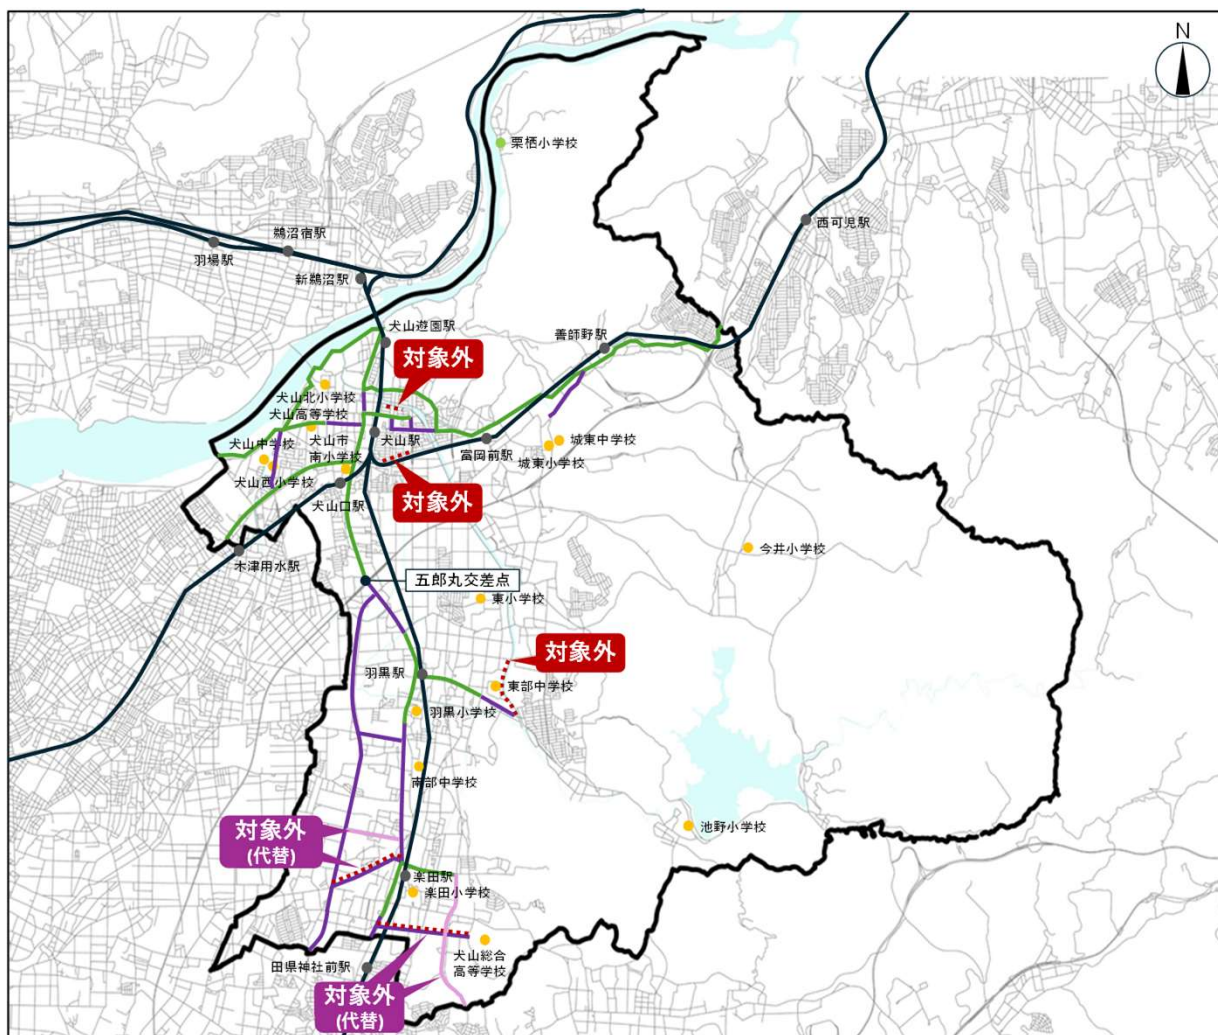 N
栗栖小学校
西可児駅
鵜沼宿駅
羽場駅
新鵜沼駅
犬山遊園駅
善師野駅
対象外
犬山北小学校
犬山高等学校
犬山市
南小学校
犬山駅
犬山中学校
犬山西小学校
富岡前駅
城東中学校
城東小学校
対象外
犬山口駅
木津用水駅
今井小学校
五郎丸交差点
東小学校
対象外
羽黒駅
東部中学校
羽黒小学校
南部中学校
対象外
(代替)
池野小学校
楽田駅
楽田小学校
犬山総合
高等学校
田県神社前駅
対象外
(代替)